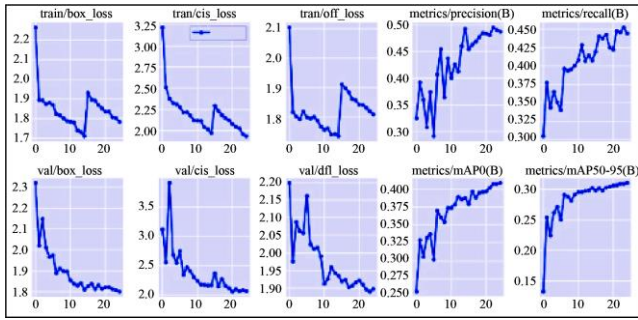 train/box_loss
tran/cis_loss
tran/off_loss
metrics/precision(B)
metrics/recall(B)
2.2
2.1
2.0
1.9
1.8
1.7
0 10 20
3.25
3.00
2.75
2.50
2.25
2.00
0 10 20
2.1
2.0
1.9
1.8
0 10 20
0.50
0.45
0.40
0.35
0.30
0 10 20
0.450
0.425
0.400
0.375
0.350
0.325
0.300
0 10 20
val/box_loss
val/cis_loss
val/dfl_loss
metrics/mAP0(B)
metrics/mAP50-95(B)
2.3
2.2
2.1
2.0
1.9
1.8
0 10 20
3.5
3.0
2.5
2.0
0 10 20
2.20
2.15
2.10
2.05
2.00
1.95
1.90
0 10 20
0.400
0.375
0.350
0.325
0.300
0.275
0.250
0 10 20
0.30
0.25
0.20
0.15
0 10 20